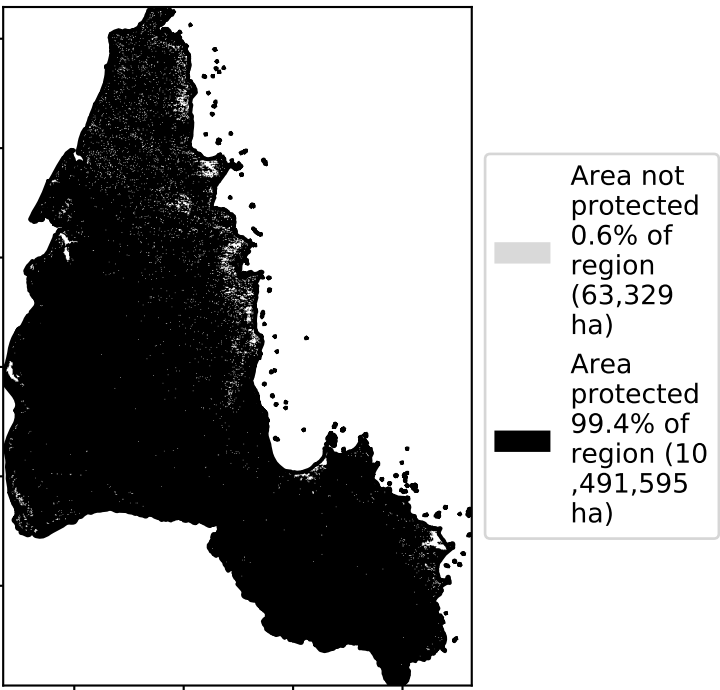 Area not
protected
0.6% of
region
(63,329
ha)
Area
protected
99.4% of
region (10
,491,595
ha)